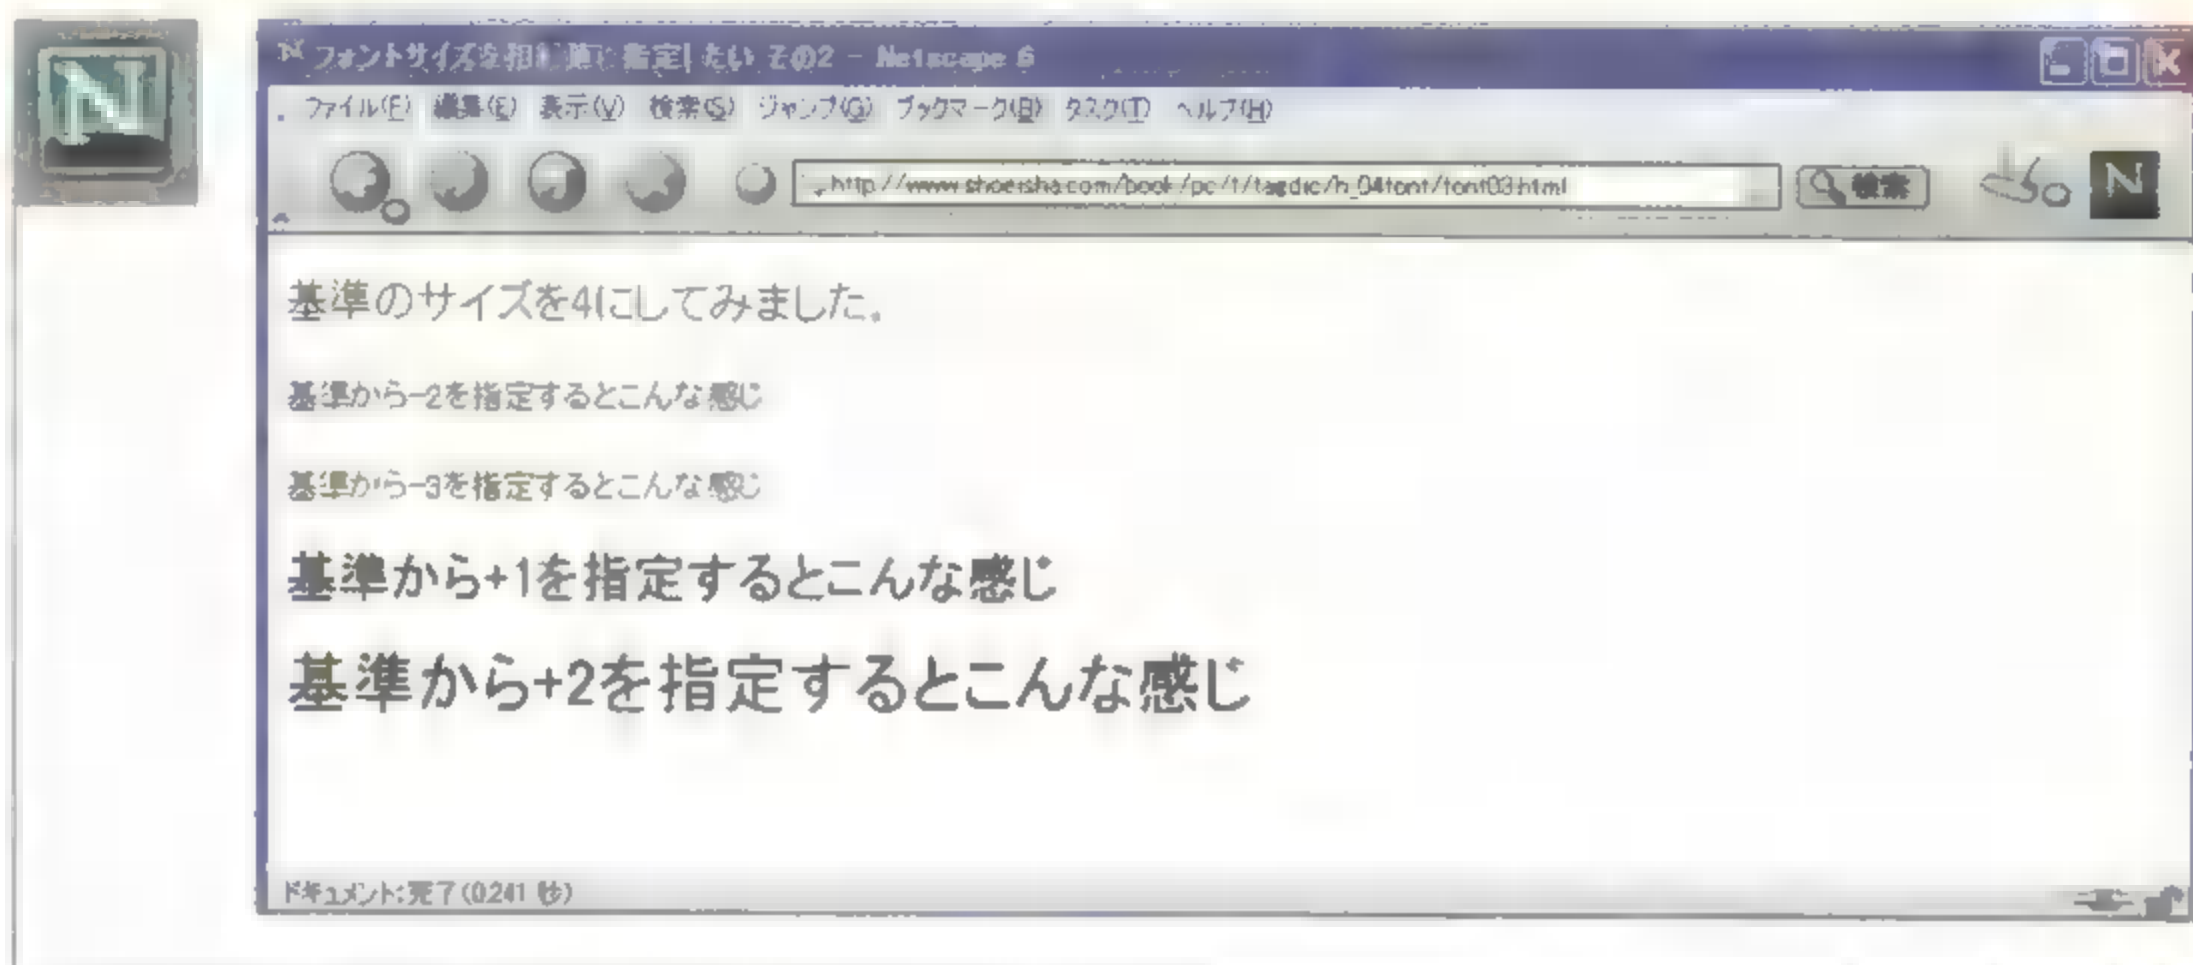 N
フォントサイズを相対値で指定したい その2 - Netscape 6
ファイル(F) 編集(E) 表示(V) 検索(S) ジャンプ(G) ブックマーク(B) タスク(T) ヘルプ(H)
http://www.shoeisha.com/book/pc/t/tagdic/h_04font/font03.html 検索 N
基準のサイズを4にしてみました。
基準から-2を指定するとこんな感じ
基準から-3を指定するとこんな感じ
基準から+1を指定するとこんな感じ
基準から+2を指定するとこんな感じ
ドキュメント:完了(0.241 秒)